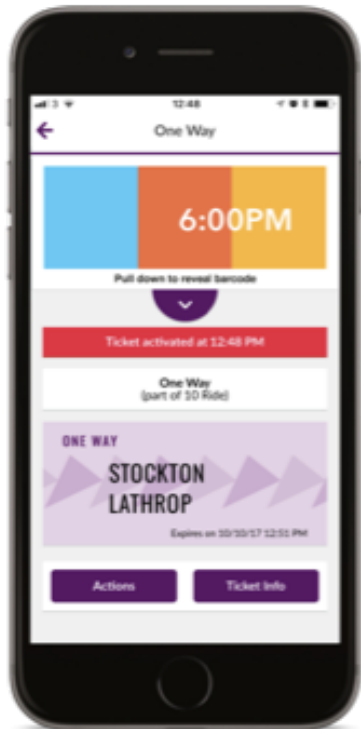 3
12:48
One Way
6:00PM
Pull down to reveal barcode
Ticket activated at 12:48 PM
One Way
(part of 10 Ride)
ONE WAY
STOCKTON
LATHROP
Expires on 10/10/17 12:51 PM
Actions
Ticket Info